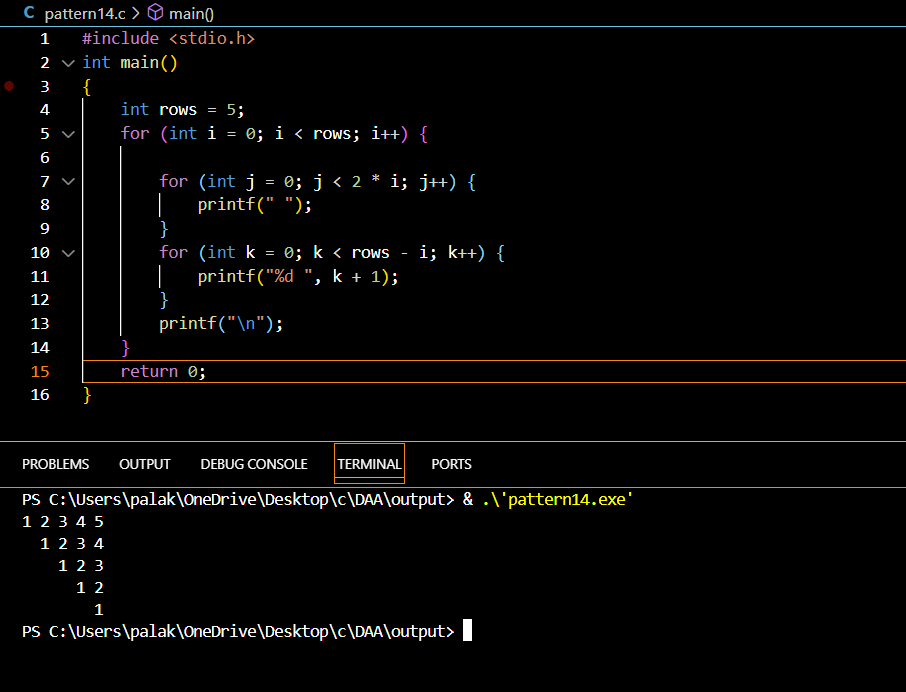 C pattern14.c > main()
1 #include <stdio.h>
2 int main()
3 {
4     int rows = 5;
5     for (int i = 0; i < rows; i++) {
6
7         for (int j = 0; j < 2 * i; j++) {
8             printf(" ");
9         }
10         for (int k = 0; k < rows - i; k++) {
11             printf("%d ", k + 1);
12         }
13         printf("\n");
14     }
15     return 0;
16 }
PROBLEMS OUTPUT DEBUG CONSOLE TERMINAL PORTS
PS C:\Users\palak\OneDrive\Desktop\c\DAA\output> & .\'pattern14.exe'
1 2 3 4 5
  1 2 3 4
    1 2 3
      1 2
        1
PS C:\Users\palak\OneDrive\Desktop\c\DAA\output>